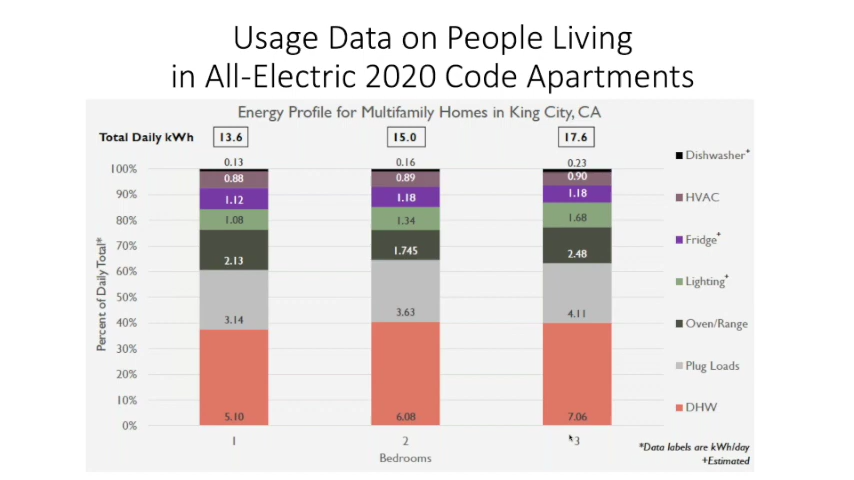 Usage Data on People Living
in All-Electric 2020 Code Apartments
Energy Profile for Multifamily Homes in King City, CA
Total Daily kWh 13.6 15.0 17.6
0.13 0.16 0.23
100%
90%
80%
70%
60%
50%
40%
30%
20%
10%
0%
Percent of Daily Total*
0.88 0.89 0.90
1.12 1.18 1.18
1.08 1.34 1.68
2.13 1.745 2.48
3.14 3.63 4.11
5.10 6.08 7.06
1 2 3
Bedrooms
Dishwasher+
HVAC
Fridge+
Lighting+
Oven/Range
Plug Loads
DHW
*Data labels are kWh/day
+Estimated